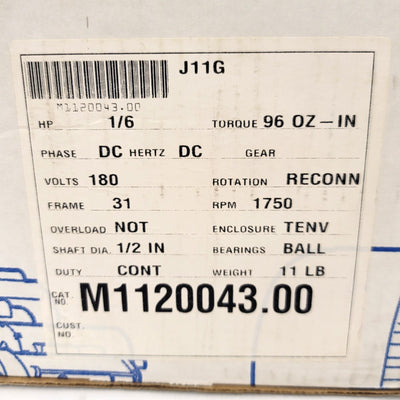 J11G
M1120043.00
HP 1/6 TORQUE 96 OZ-IN
PHASE DC HERTZ DC GEAR
VOLTS 180 ROTATION RECONN
FRAME 31 RPM 1750
OVERLOAD NOT ENCLOSURE TENV
SHAFT DIA. 1/2 IN BEARINGS BALL
DUTY CONT WEIGHT 11 LB
CAT. NO. M1120043.00
CUST. NO.